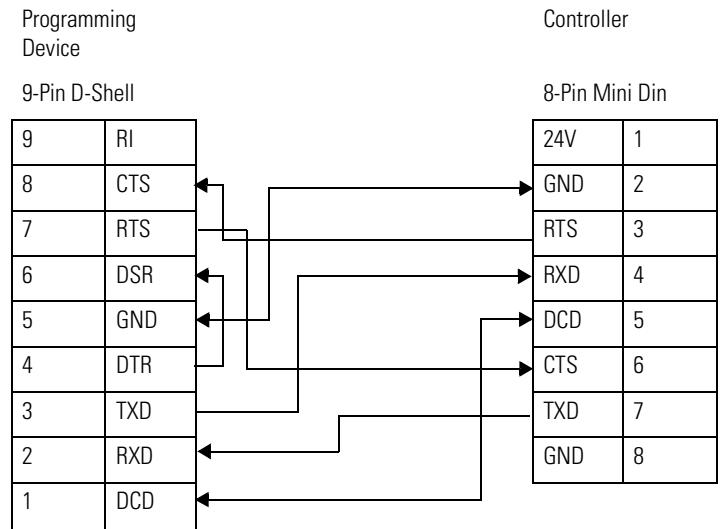 Programming
Device
Controller
9-Pin D-Shell
8-Pin Mini Din
9 RI
8 CTS
7 RTS
6 DSR
5 GND
4 DTR
3 TXD
2 RXD
1 DCD
24V 1
GND 2
RTS 3
RXD 4
DCD 5
CTS 6
TXD 7
GND 8